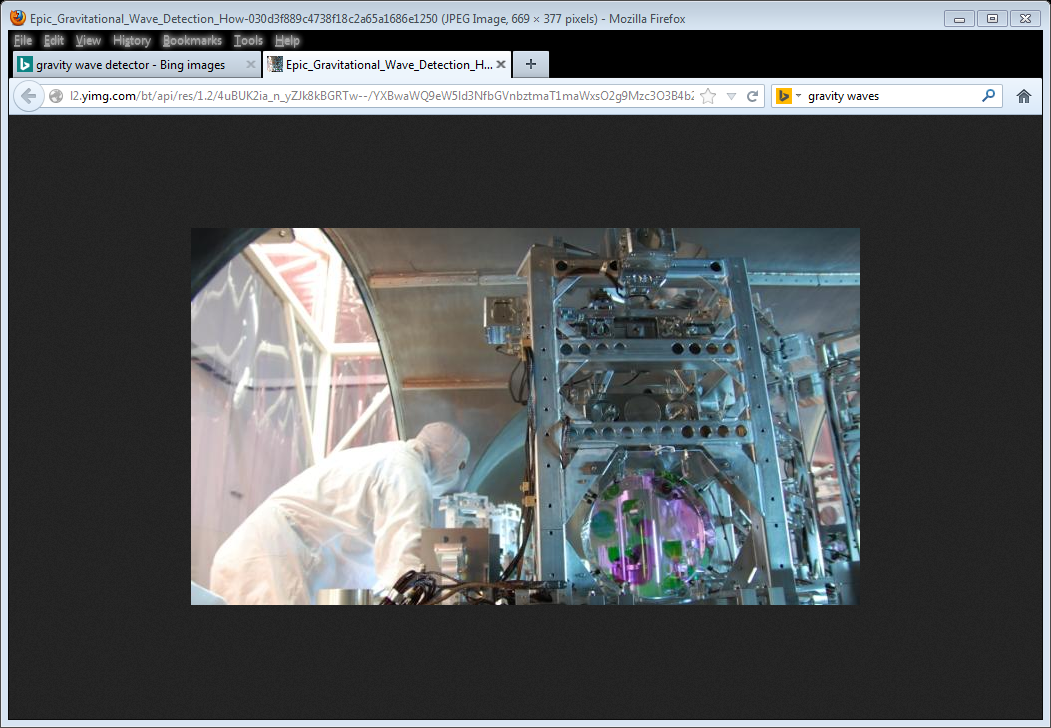 Epic_Gravitational_Wave_Detection_How-030d3f889c4738f18c2a65a1686e1250 (JPEG Image, 669 × 377 pixels) - Mozilla Firefox
File Edit View History Bookmarks Tools Help
gravity wave detector - Bing images
Epic_Gravitational_Wave_Detection_H...
l2.yimg.com/bt/api/res/1.2/4uBUK2ia_n_yZJk8kBGRTw--/YXBwaWQ9eW5ld3NfbGVnbztmaT1maWxsO2g9Mzc3O3B4b2
gravity waves